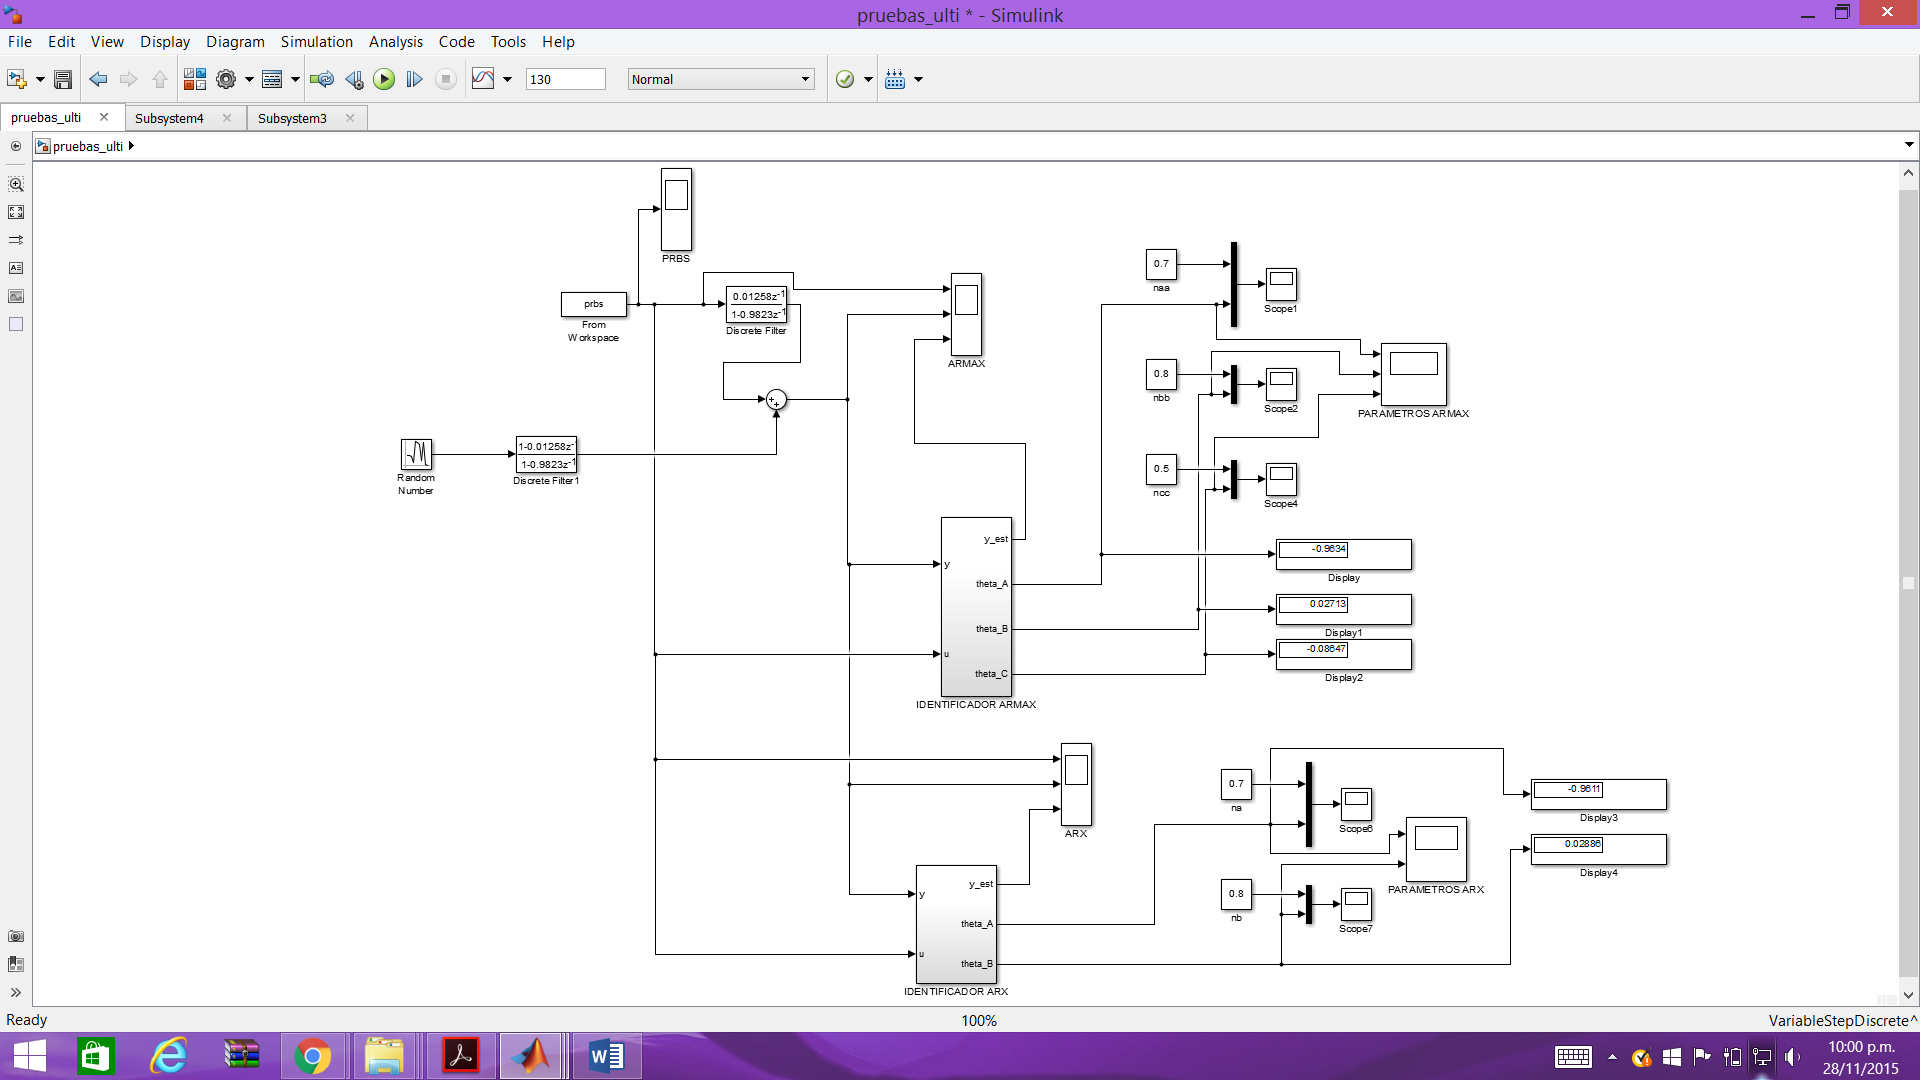 pruebas_ulti * - Simulink
File Edit View Display Diagram Simulation Analysis Code Tools Help
130
Normal
pruebas_ulti
Subsystem4
Subsystem3
pruebas_ulti
PRBS
prbs
From
Workspace
0.01258z-1
1-0.9823z-1
Discrete Filter
ARMAX
0.7
naa
Scope1
0.8
nbb
Scope2
PARAMETROS ARMAX
Random
Number
1-0.01258z-1
1-0.9823z-1
Discrete Filter1
0.5
ncc
Scope4
y_est
y
theta_A
theta_B
u
theta_C
IDENTIFICADOR ARMAX
-0.9634
Display
0.02713
Display1
-0.08647
Display2
ARX
0.7
na
Scope6
PARAMETROS ARX
-0.9611
Display3
0.02886
Display4
0.8
nb
Scope7
y_est
y
theta_A
u
theta_B
IDENTIFICADOR ARX
Ready
100%
VariableStepDiscrete
10:00 p.m.
28/11/2015